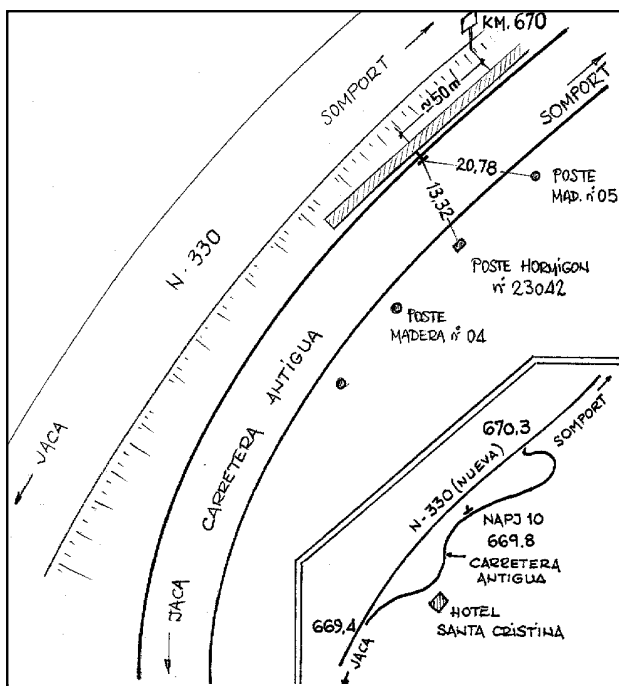 KM. 670
SOMPORT
≈50m
SOMPORT
20,78
POSTE
MAD. nº 05
13,32
N-330
POSTE HORMIGON
nº 23042
POSTE
MADERA nº 04
CARRETERA ANTIGUA
JACA
JACA
670,3
SOMPORT
N-330 (NUEVA)
NAPJ 10
669,8
CARRETERA
ANTIGUA
HOTEL
SANTA CRISTINA
669,4
JACA